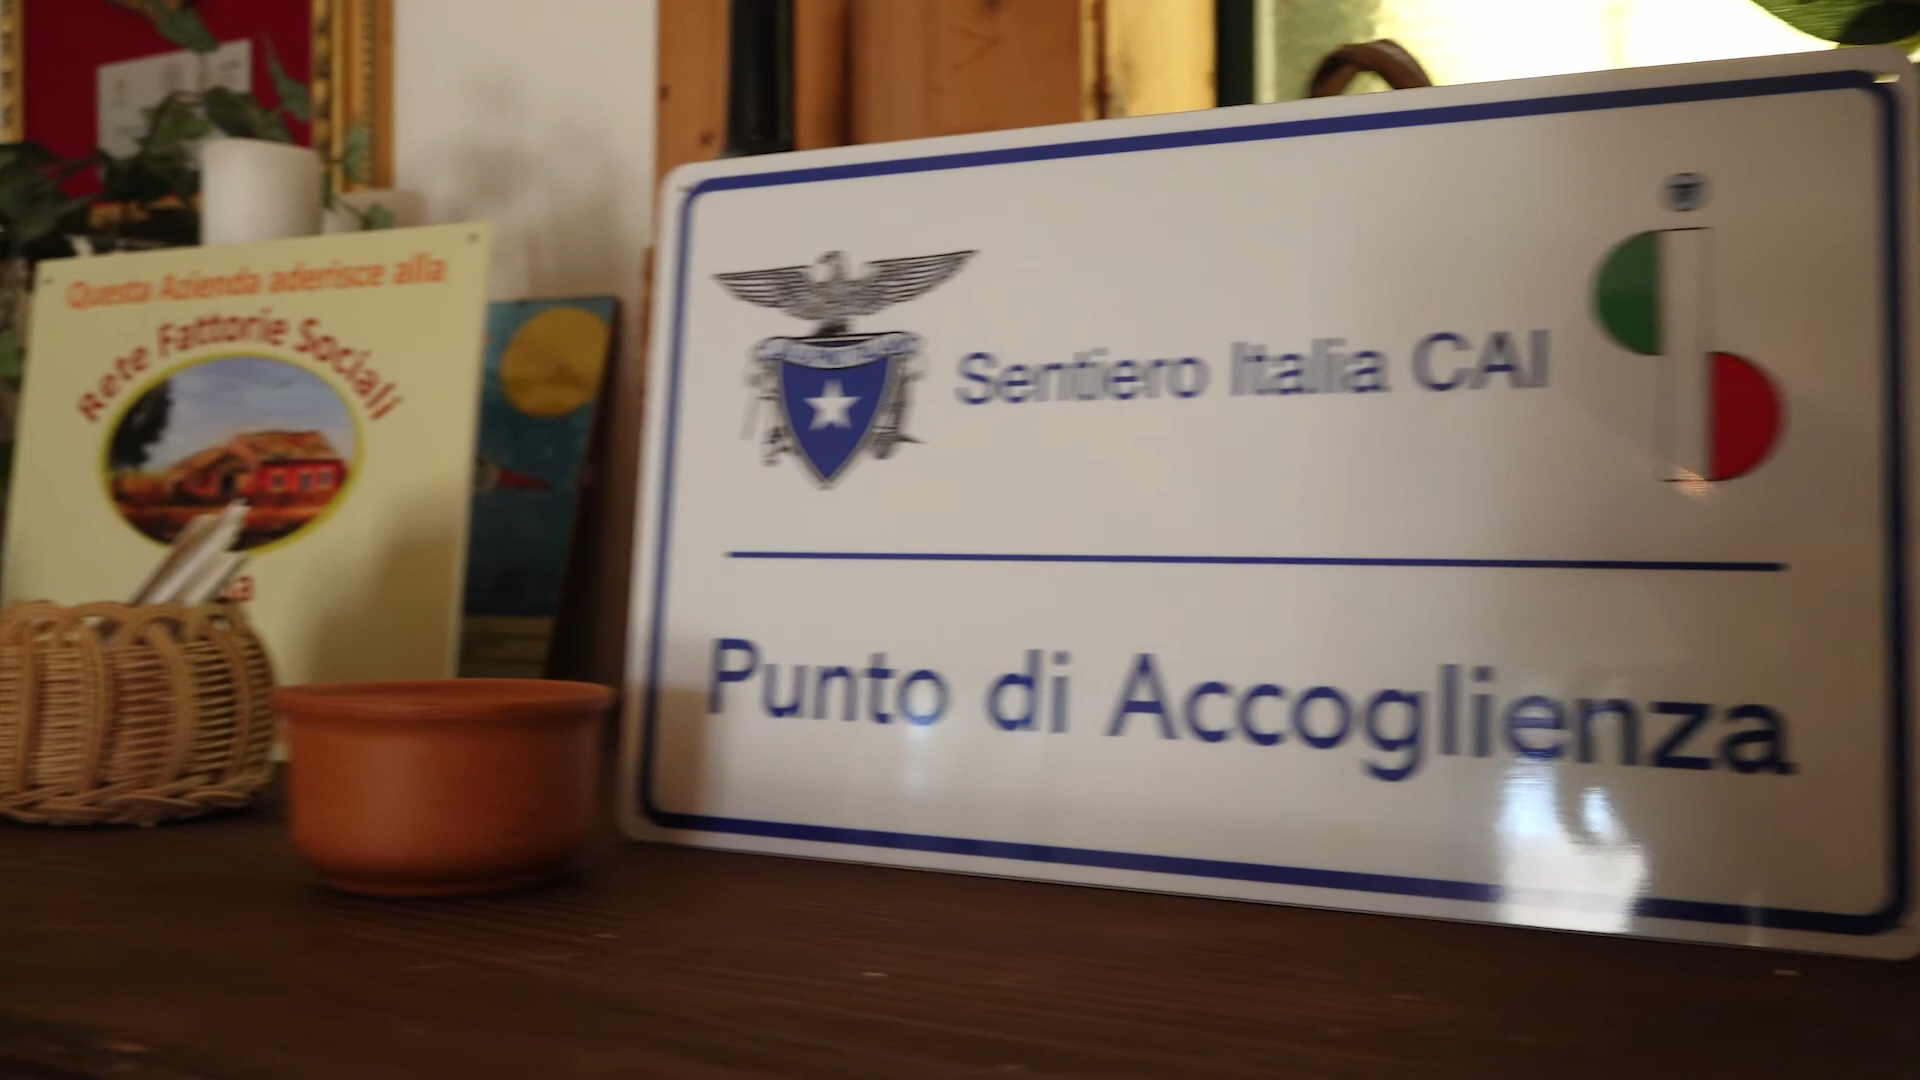 Questa Azienda aderisce alla
Rete Fattorie Sociali
Sentiero Italia CAI
Punto di Accoglienza